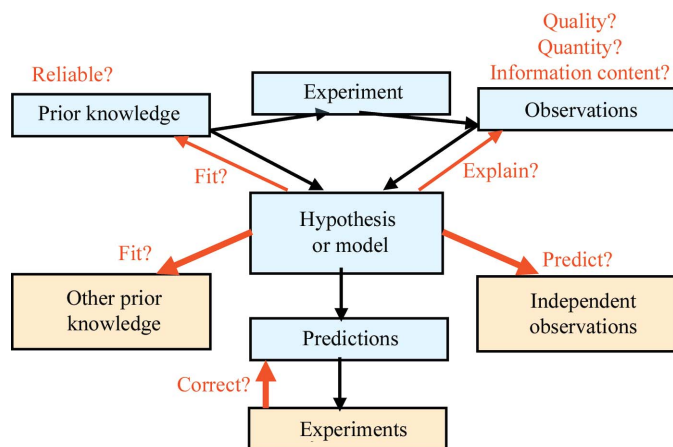 Quality?
Quantity?
Information content?
Reliable?
Experiment
Prior knowledge
Observations
Fit?
Explain?
Hypothesis
or model
Fit?
Predict?
Other prior
knowledge
Independent
observations
Predictions
Correct?
Experiments